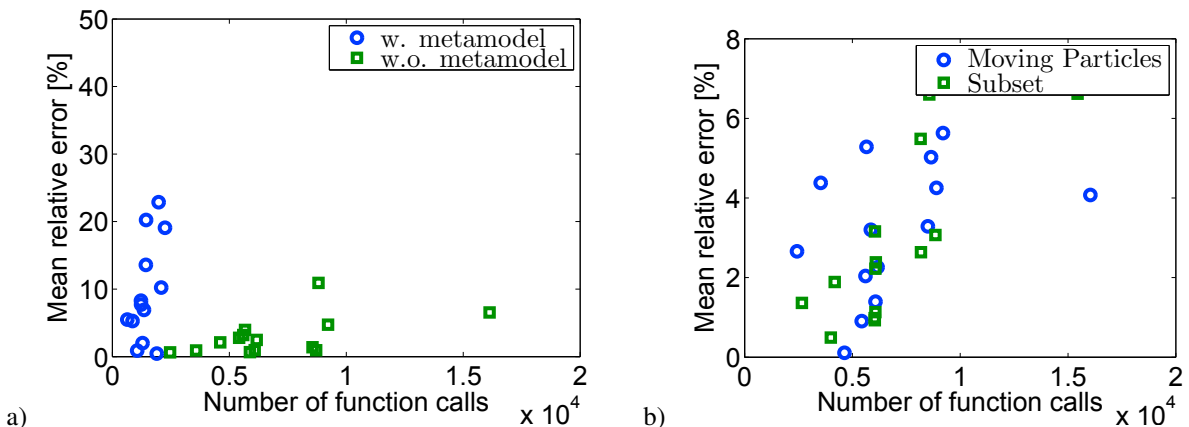 50
40
30
20
10
0
Mean relative error [%]
w. metamodel
w.o. metamodel
0
0.5
1
1.5
2
Number of function calls
x 10^4
a)
8
6
4
2
0
Mean relative error [%]
Moving Particles
Subset
0
0.5
1
1.5
2
Number of function calls
x 10^4
b)